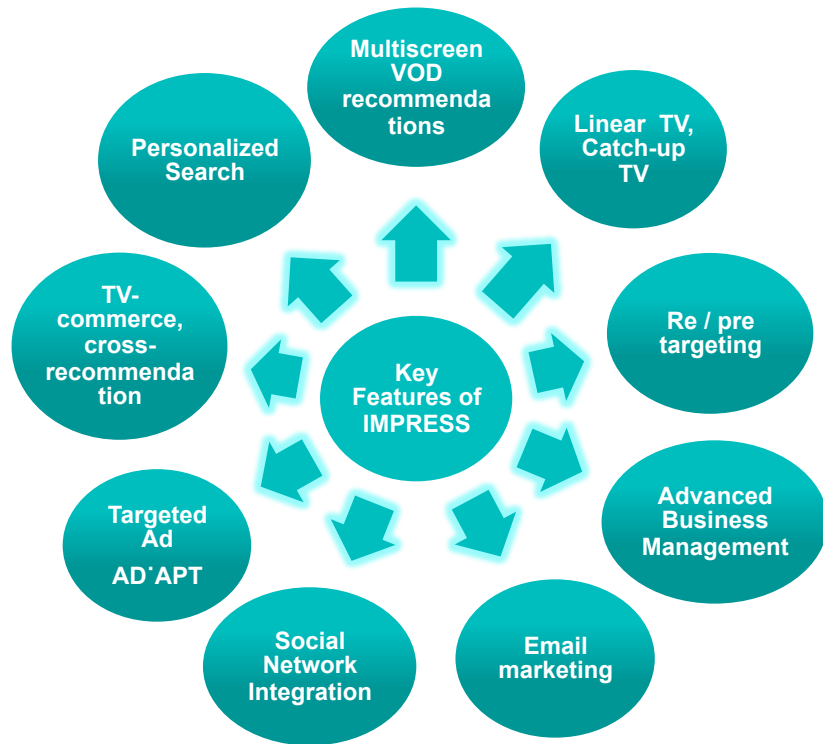 Multiscreen
VOD
recommenda
tions
Linear TV,
Catch-up
TV
Re / pre
targeting
Advanced
Business
Management
Email
marketing
Social
Network
Integration
Targeted
Ad
AD˙APT
TV-
commerce,
cross-
recommenda
tion
Personalized
Search
Key
Features of
IMPRESS